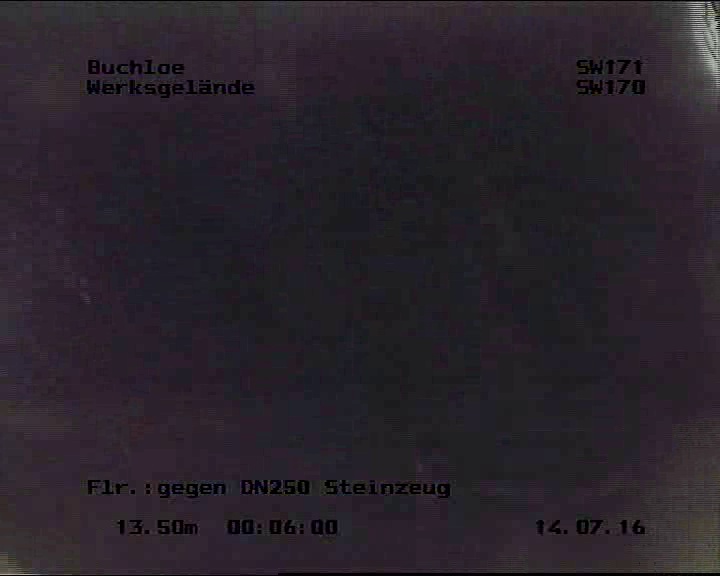 Buchloe SW171
Werksgelände SW170
Flr.:gegen DN250 Steinzeug
13.50m 00:06:00 14.07.16